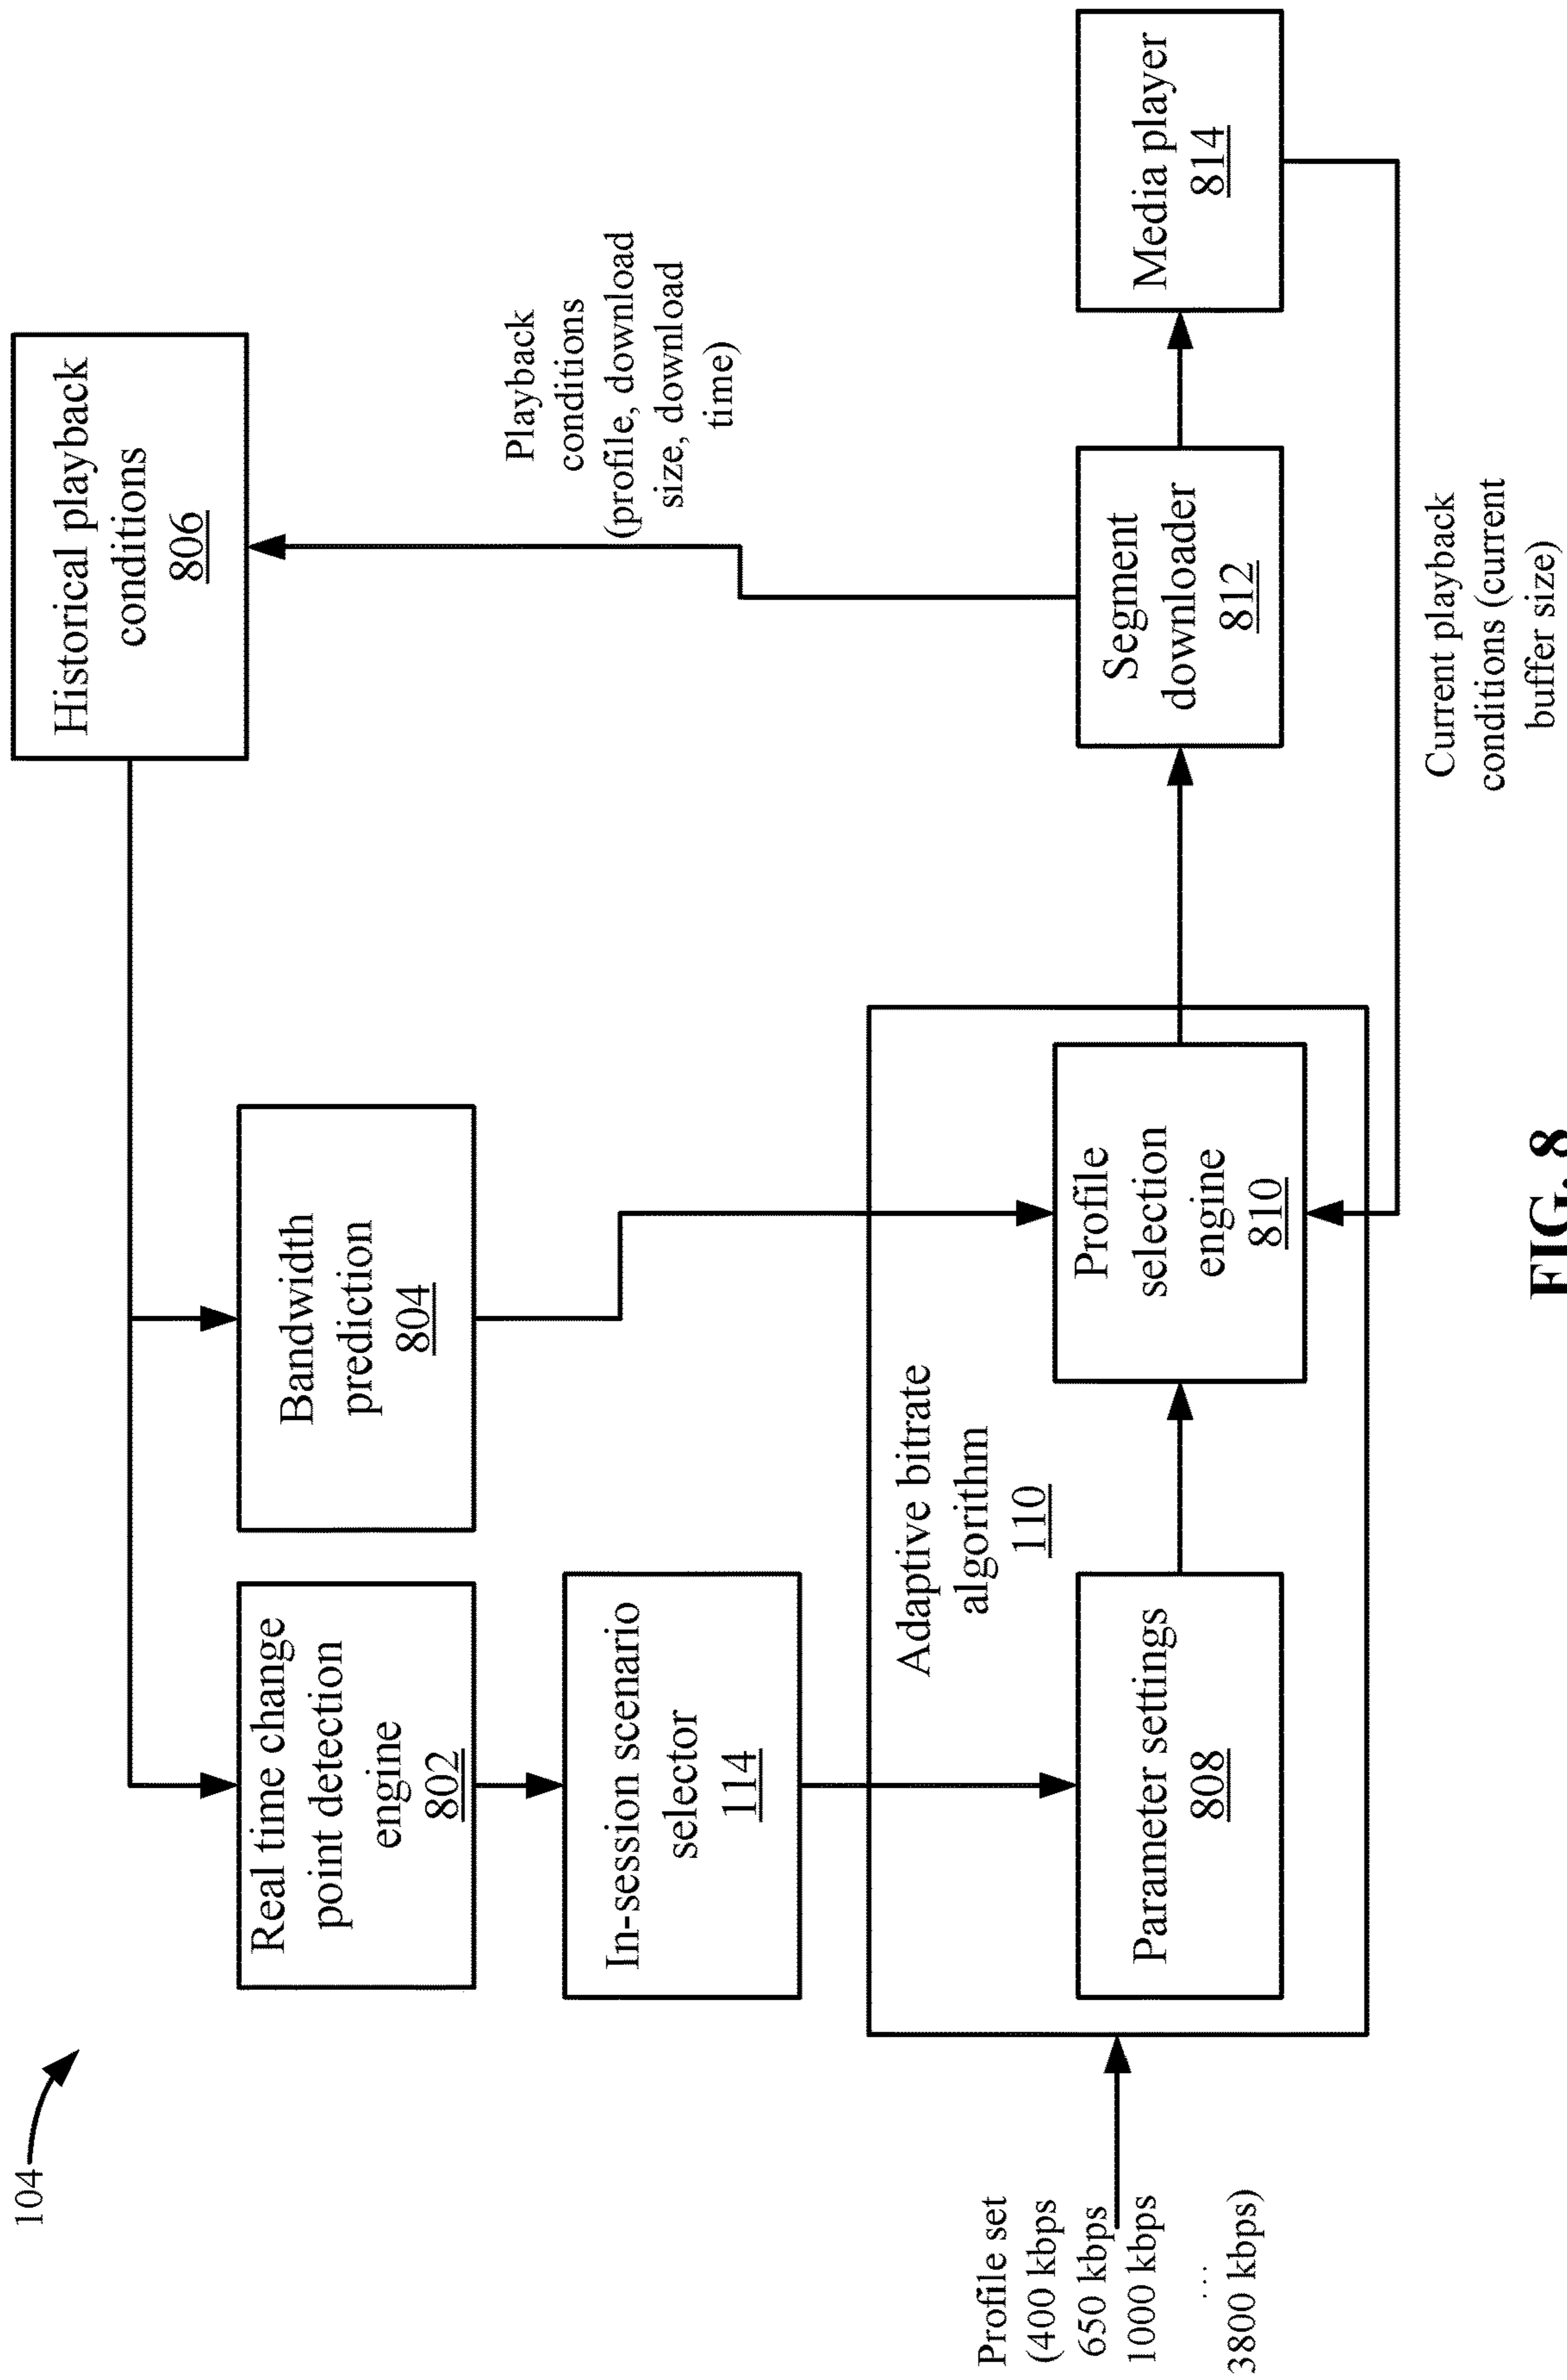 104
Historical playback
conditions
806
Real time change
point detection
engine
802
Bandwidth
prediction
804
Playback
conditions
(profile, download
size, download
time)
In-session scenario
selector
114
Adaptive bitrate
algorithm
110
Profile set
(400 kbps
650 kbps
1000 kbps
...
3800 kbps)
Parameter settings
808
Profile
selection
engine
810
Segment
downloader
812
Media player
814
Current playback
conditions (current
buffer size)
FIG. 8